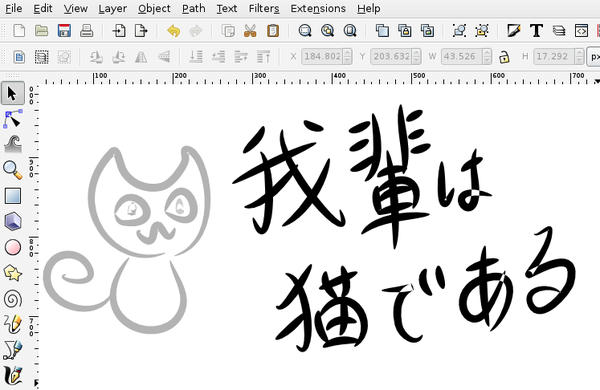 File Edit View Layer Object Path Text Filters Extensions Help
X 184.802 Y 203.632 W 43.526 H 17.292 px
100 200 300 400 500 600 700
我輩は
猫である